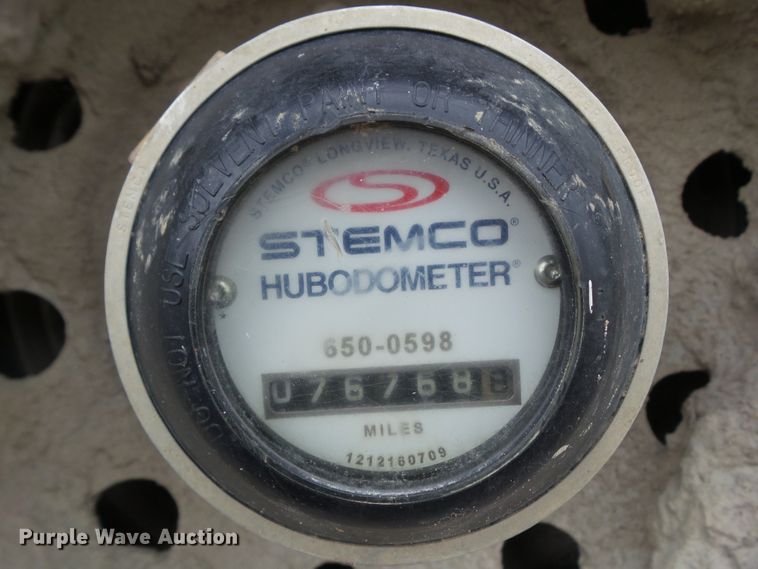 DO NOT USE SOLVENT, PAINT OR THINNER
STEMCO® LONGVIEW, TEXAS U.S.A.
STEMCO®
HUBODOMETER®
650-0598
076768
MILES
1212160709
Purple Wave Auction